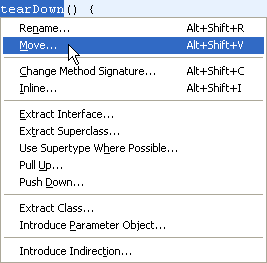 tearDown() {
Rename... Alt+Shift+R
Move... Alt+Shift+V
Change Method Signature... Alt+Shift+C
Inline... Alt+Shift+I
Extract Interface...
Extract Superclass...
Use Supertype Where Possible...
Pull Up...
Push Down...
Extract Class...
Introduce Parameter Object...
Introduce Indirection...